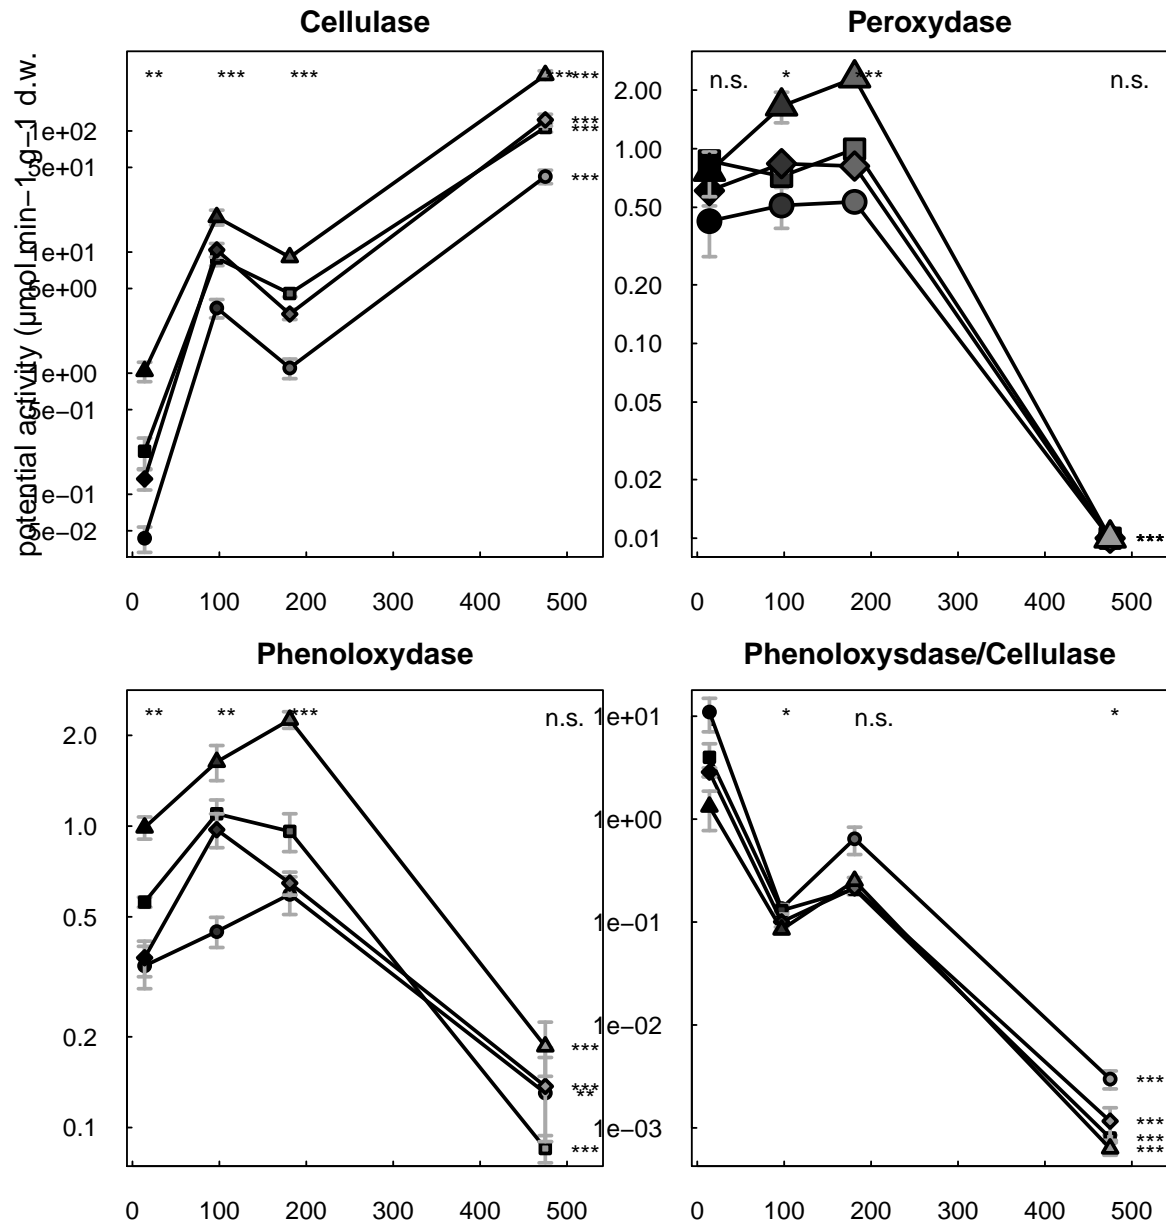 Cellulase
potential activity (µmol min−1 g−1 d.w.
** *** *** *** ***
***
***
***
1e+02
5e+01
1e+01
5e+00
1e+00
5e−01
1e−01
5e−02
0 100 200 300 400 500
Peroxydase
n.s. * *** n.s.
2.00
1.00
0.50
0.20
0.10
0.05
0.02
0.01
***
0 100 200 300 400 500
Phenoloxydase
** ** *** n.s.
2.0
1.0
0.5
0.2
0.1
***
***
**
***
0 100 200 300 400 500
Phenoloxysdase/Cellulase
* n.s. *
1e+01
1e+00
1e−01
1e−02
1e−03
***
***
***
***
0 100 200 300 400 500